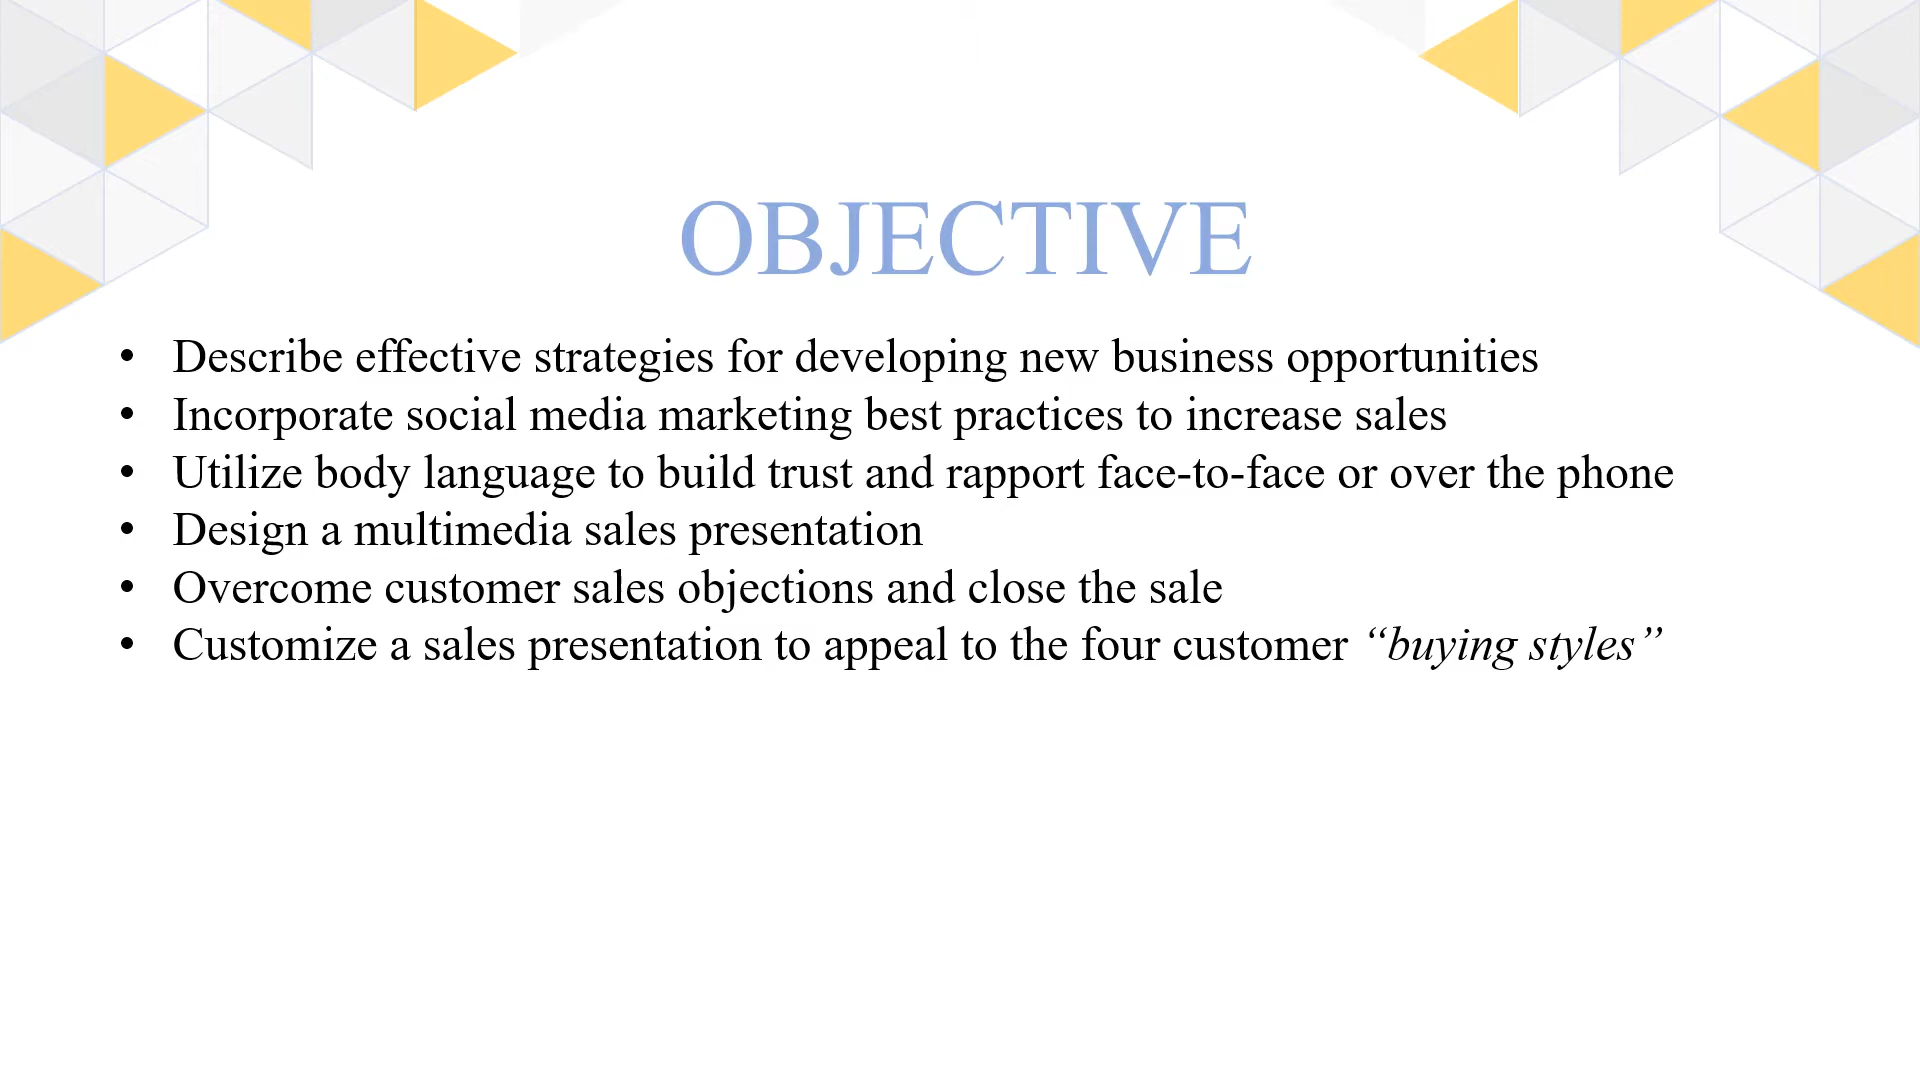 OBJECTIVE
• Describe effective strategies for developing new business opportunities
• Incorporate social media marketing best practices to increase sales
• Utilize body language to build trust and rapport face-to-face or over the phone
• Design a multimedia sales presentation
• Overcome customer sales objections and close the sale
• Customize a sales presentation to appeal to the four customer “buying styles”